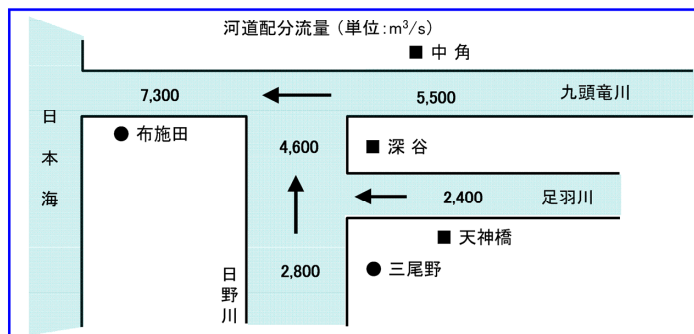 河道配分流量（単位：m³/s）
■ 中 角
7,300
5,500
九頭竜川
日本海
● 布施田
4,600
■ 深 谷
2,400
足羽川
■ 天神橋
日野川
2,800
● 三尾野